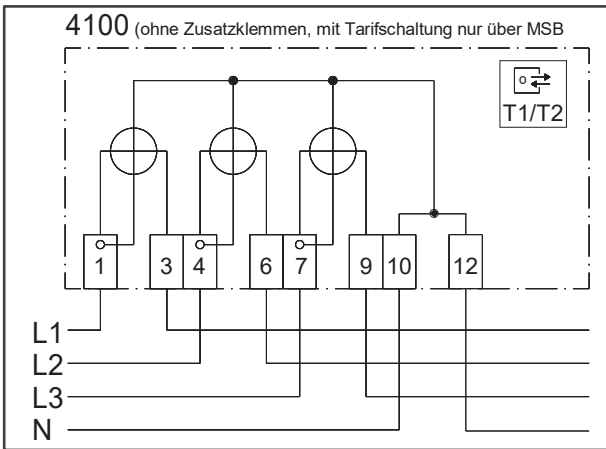 4100 (ohne Zusatzklemmen, mit Tarifschaltung nur über MSB
T1/T2
1 3 4 6 7 9 10 12
L1
L2
L3
N